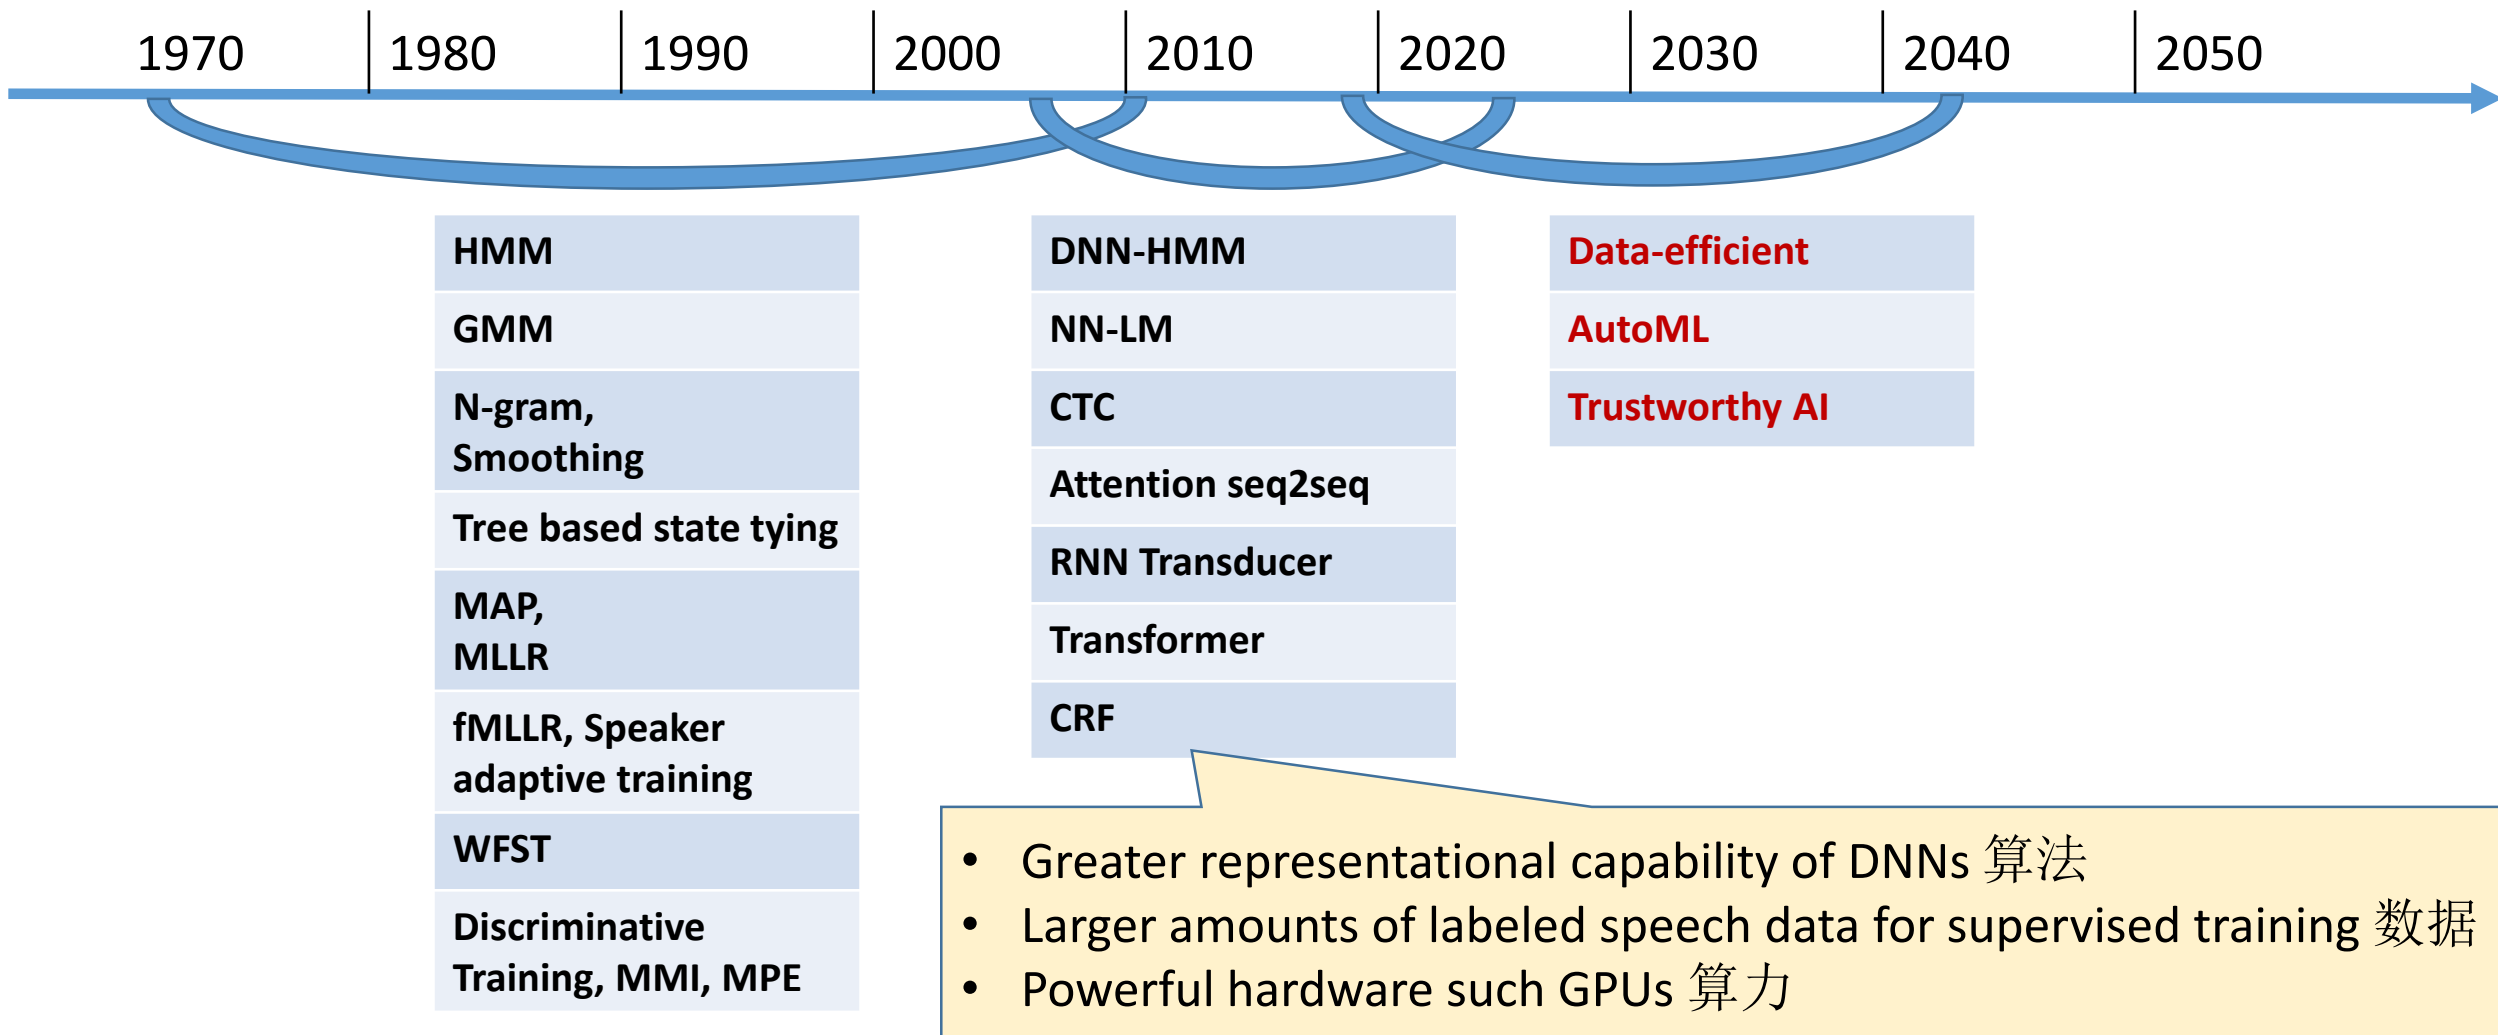 1970 1980 1990 2000 2010 2020 2030 2040 2050
HMM
GMM
N-gram,
Smoothing
Tree based state tying
MAP,
MLLR
fMLLR, Speaker
adaptive training
WFST
Discriminative
Training, MMI, MPE
DNN-HMM
NN-LM
CTC
Attention seq2seq
RNN Transducer
Transformer
CRF
Data-efficient
AutoML
Trustworthy AI
• Greater representational capability of DNNs 算法
• Larger amounts of labeled speech data for supervised training 数据
• Powerful hardware such GPUs 算力